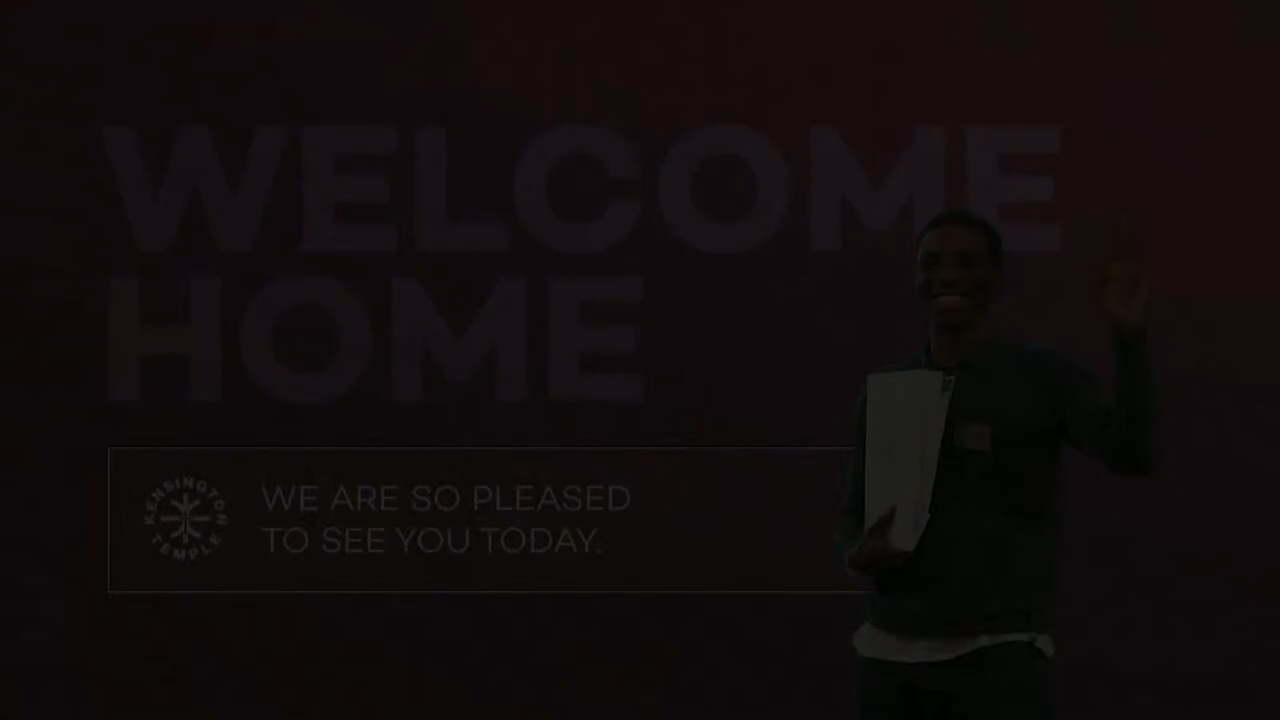 WELCOME
HOME
KENSINGTON
TEMPLE
WE ARE SO PLEASED
TO SEE YOU TODAY.